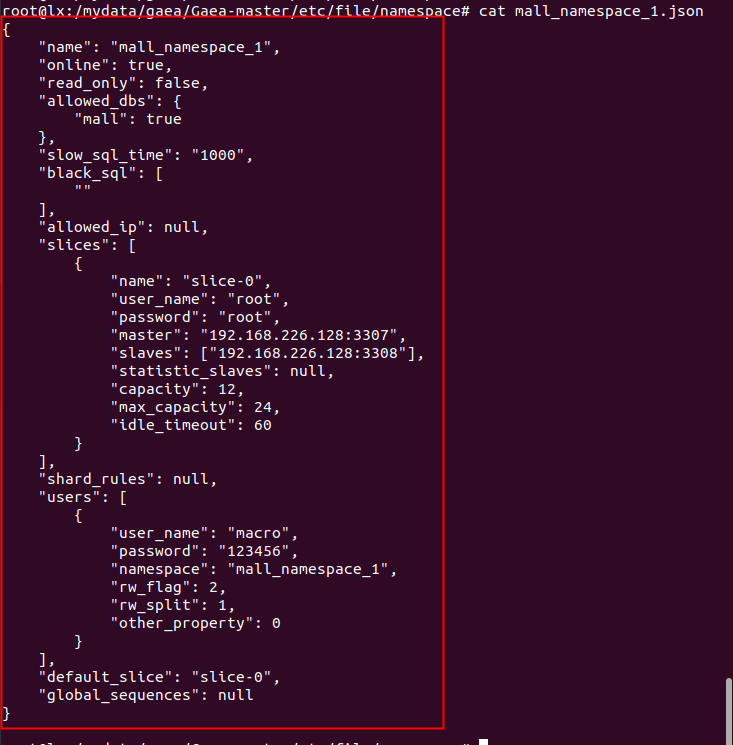 root@lx:/mydata/gaea/Gaea-master/etc/file/namespace# cat mall_namespace_1.json
{
    "name": "mall_namespace_1",
    "online": true,
    "read_only": false,
    "allowed_dbs": {
        "mall": true
    },
    "slow_sql_time": "1000",
    "black_sql": [
        ""
    ],
    "allowed_ip": null,
    "slices": [
        {
            "name": "slice-0",
            "user_name": "root",
            "password": "root",
            "master": "192.168.226.128:3307",
            "slaves": ["192.168.226.128:3308"],
            "statistic_slaves": null,
            "capacity": 12,
            "max_capacity": 24,
            "idle_timeout": 60
        }
    ],
    "shard_rules": null,
    "users": [
        {
            "user_name": "macro",
            "password": "123456",
            "namespace": "mall_namespace_1",
            "rw_flag": 2,
            "rw_split": 1,
            "other_property": 0
        }
    ],
    "default_slice": "slice-0",
    "global_sequences": null
}